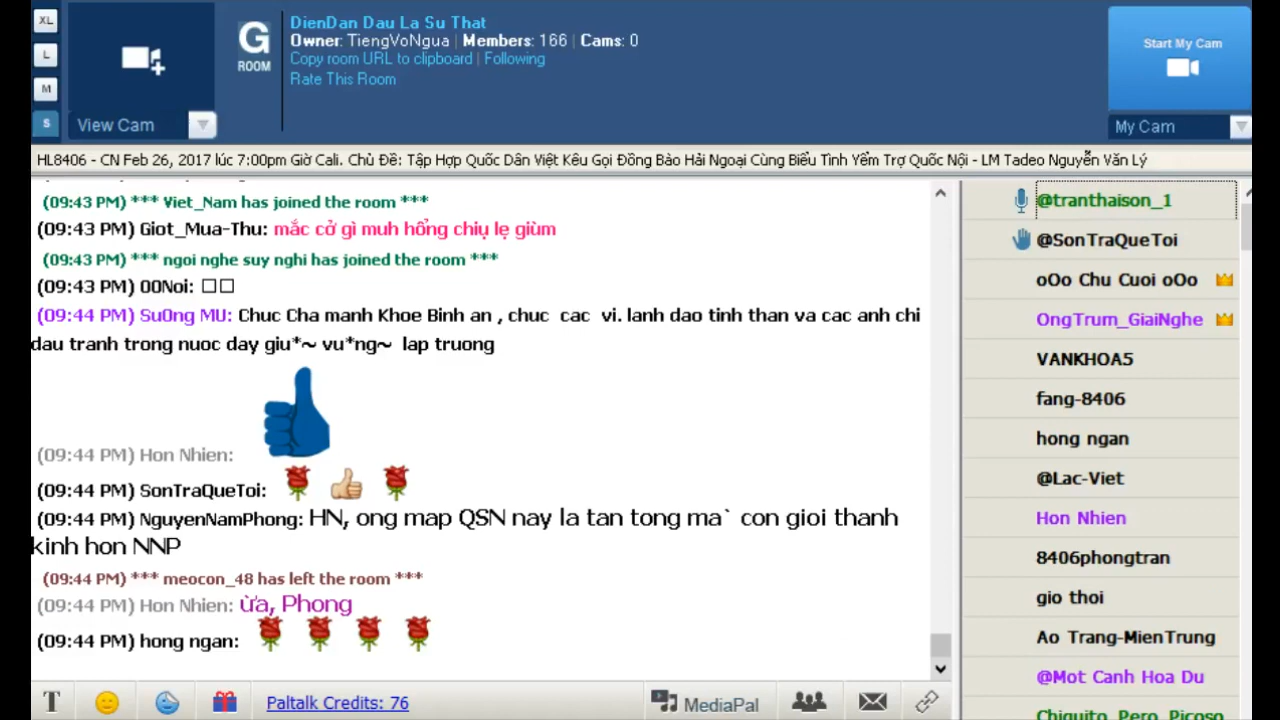 XL
L
M
S
View Cam
G
ROOM
DienDan Dau La Su That
Owner: TiengVoNgua | Members: 166 | Cams: 0
Copy room URL to clipboard | Following
Rate This Room
Start My Cam
My Cam
HL8406 - CN Feb 26, 2017 lúc 7:00pm Giờ Cali. Chủ Đề: Tập Hợp Quốc Dân Việt Kêu Gọi Đồng Bào Hải Ngoại Cùng Biểu Tình Yểm Trợ Quốc Nội - LM Tadeo Nguyễn Văn Lý
(09:43 PM) *** Viet_Nam has joined the room ***
(09:43 PM) Giot_Mua-Thu: mắc cở gì muh hổng chiụ lẹ giùm
(09:43 PM) *** ngoi nghe suy nghi has joined the room ***
(09:43 PM) 00Noi: □□
(09:44 PM) Su0ng MU: Chuc Cha manh Khoe Binh an , chuc cac vi. lanh dao tinh than va cac anh chi
dau tranh trong nuoc day giu*~ vu*ng~ lap truong
(09:44 PM) Hon Nhien:
(09:44 PM) SonTraQueToi:
(09:44 PM) NguyenNamPhong: HN, ong map QSN nay la tan tong ma` con gioi thanh
kinh hon NNP
(09:44 PM) *** meocon_48 has left the room ***
(09:44 PM) Hon Nhien: ừa, Phong
(09:44 PM) hong ngan:
@tranthaison_1
@SonTraQueToi
oOo Chu Cuoi oOo
OngTrum_GiaiNghe
VANKHOA5
fang-8406
hong ngan
@Lac-Viet
Hon Nhien
8406phongtran
gio thoi
Ao Trang-MienTrung
@Mot Canh Hoa Du
Chiquito_Pero_Picoso
T
Paltalk Credits: 76
MediaPal